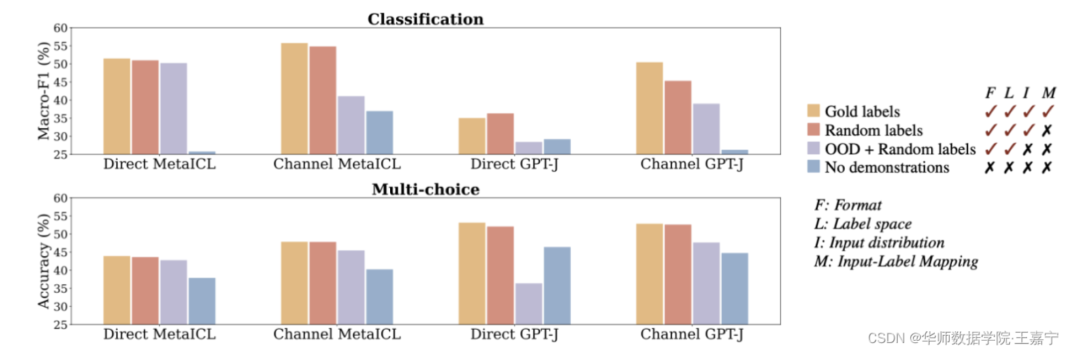 Classification
Macro-F1 (%)
60
55
50
45
40
35
30
25
Direct MetaICL
Channel MetaICL
Direct GPT-J
Channel GPT-J
Multi-choice
Accuracy (%)
60
55
50
45
40
35
30
25
Direct MetaICL
Channel MetaICL
Direct GPT-J
Channel GPT-J
F L I M
Gold labels ✓ ✓ ✓ ✓
Random labels ✓ ✓ ✓ ✗
OOD + Random labels ✓ ✓ ✗ ✗
No demonstrations ✗ ✗ ✗ ✗
F: Format
L: Label space
I: Input distribution
M: Input-Label Mapping
CSDN @华师数据学院·王嘉宁